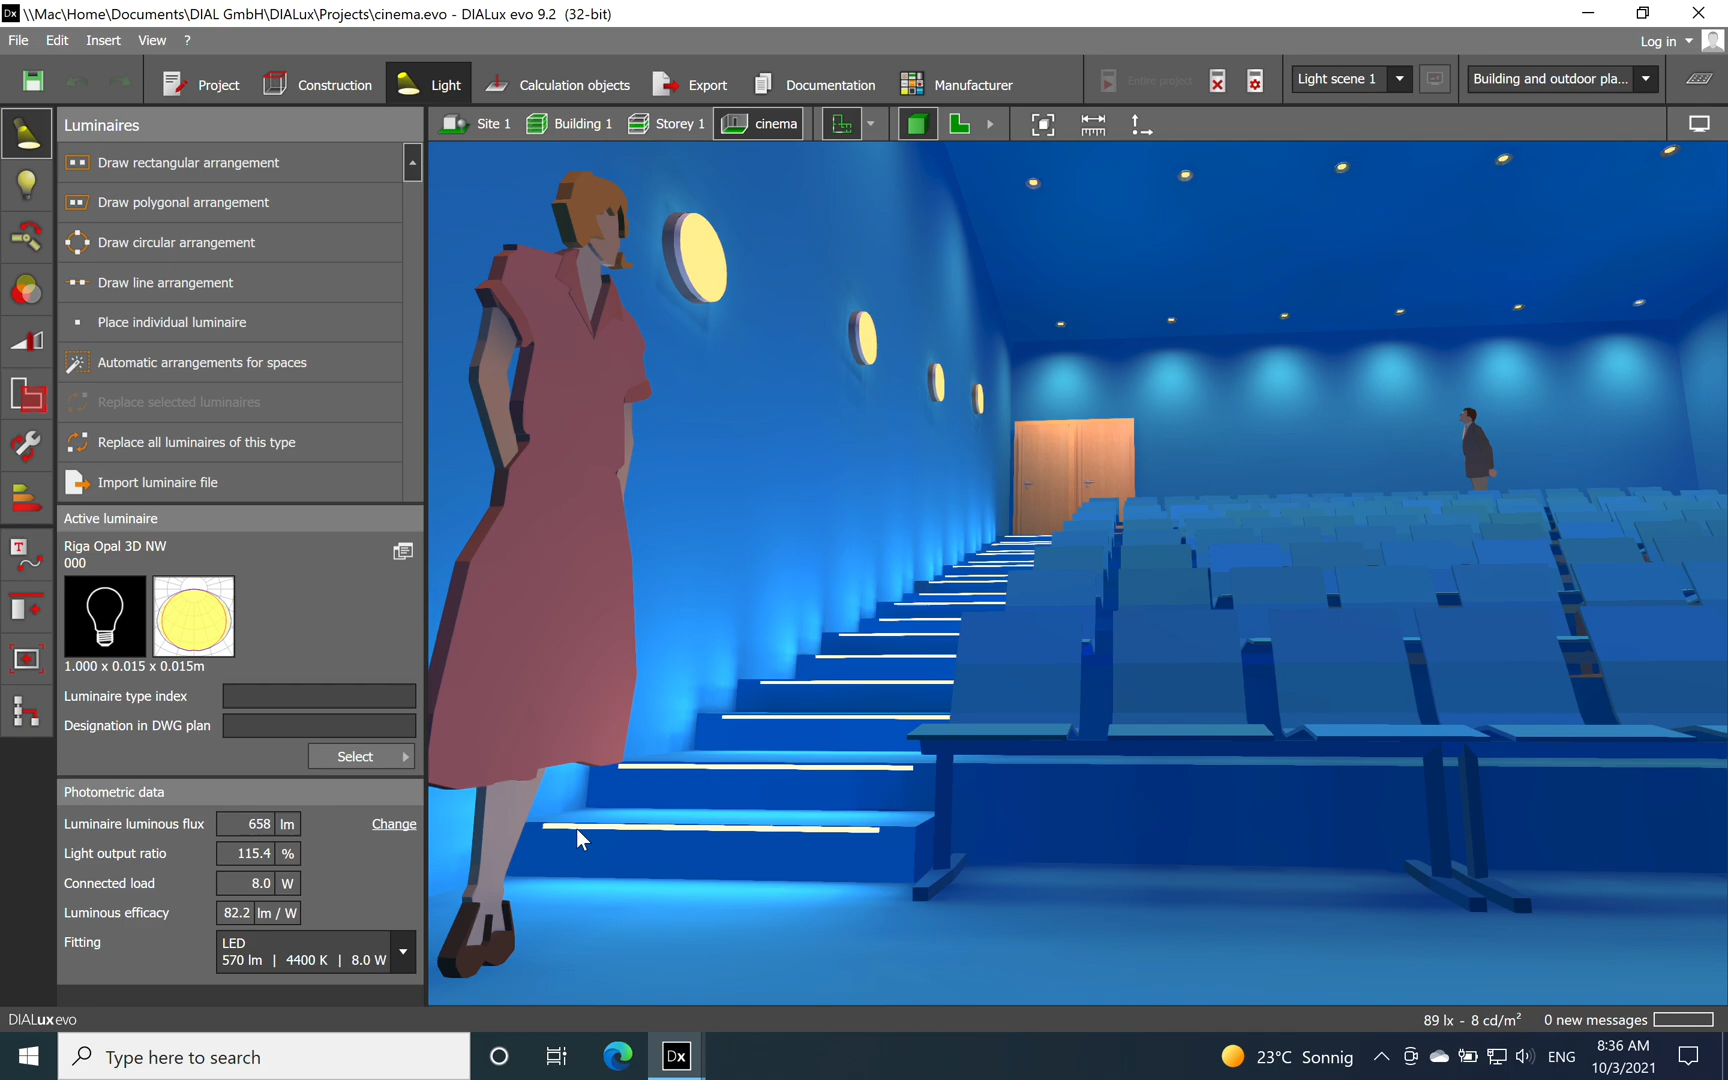 Dx \\Mac\Home\Documents\DIAL GmbH\DIALux\Projects\cinema.evo - DIALux evo 9.2  (32-bit)
File Edit Insert View ? Log in
Project Construction Light Calculation objects Export Documentation Manufacturer Entire project Light scene 1 Building and outdoor pla...
Luminaires
Site 1 Building 1 Storey 1 cinema
Draw rectangular arrangement
Draw polygonal arrangement
Draw circular arrangement
Draw line arrangement
Place individual luminaire
Automatic arrangements for spaces
Replace selected luminaires
Replace all luminaires of this type
Import luminaire file
Active luminaire
Riga Opal 3D NW
000
1.000 x 0.015 x 0.015m
Luminaire type index
Designation in DWG plan
Select
Photometric data
Luminaire luminous flux 658 lm Change
Light output ratio 115.4 %
Connected load 8.0 W
Luminous efficacy 82.2 lm / W
Fitting LED
570 lm | 4400 K | 8.0 W
DIALux evo 89 lx - 8 cd/m² 0 new messages
Type here to search Dx 23°C Sonnig ENG 8:36 AM
10/3/2021